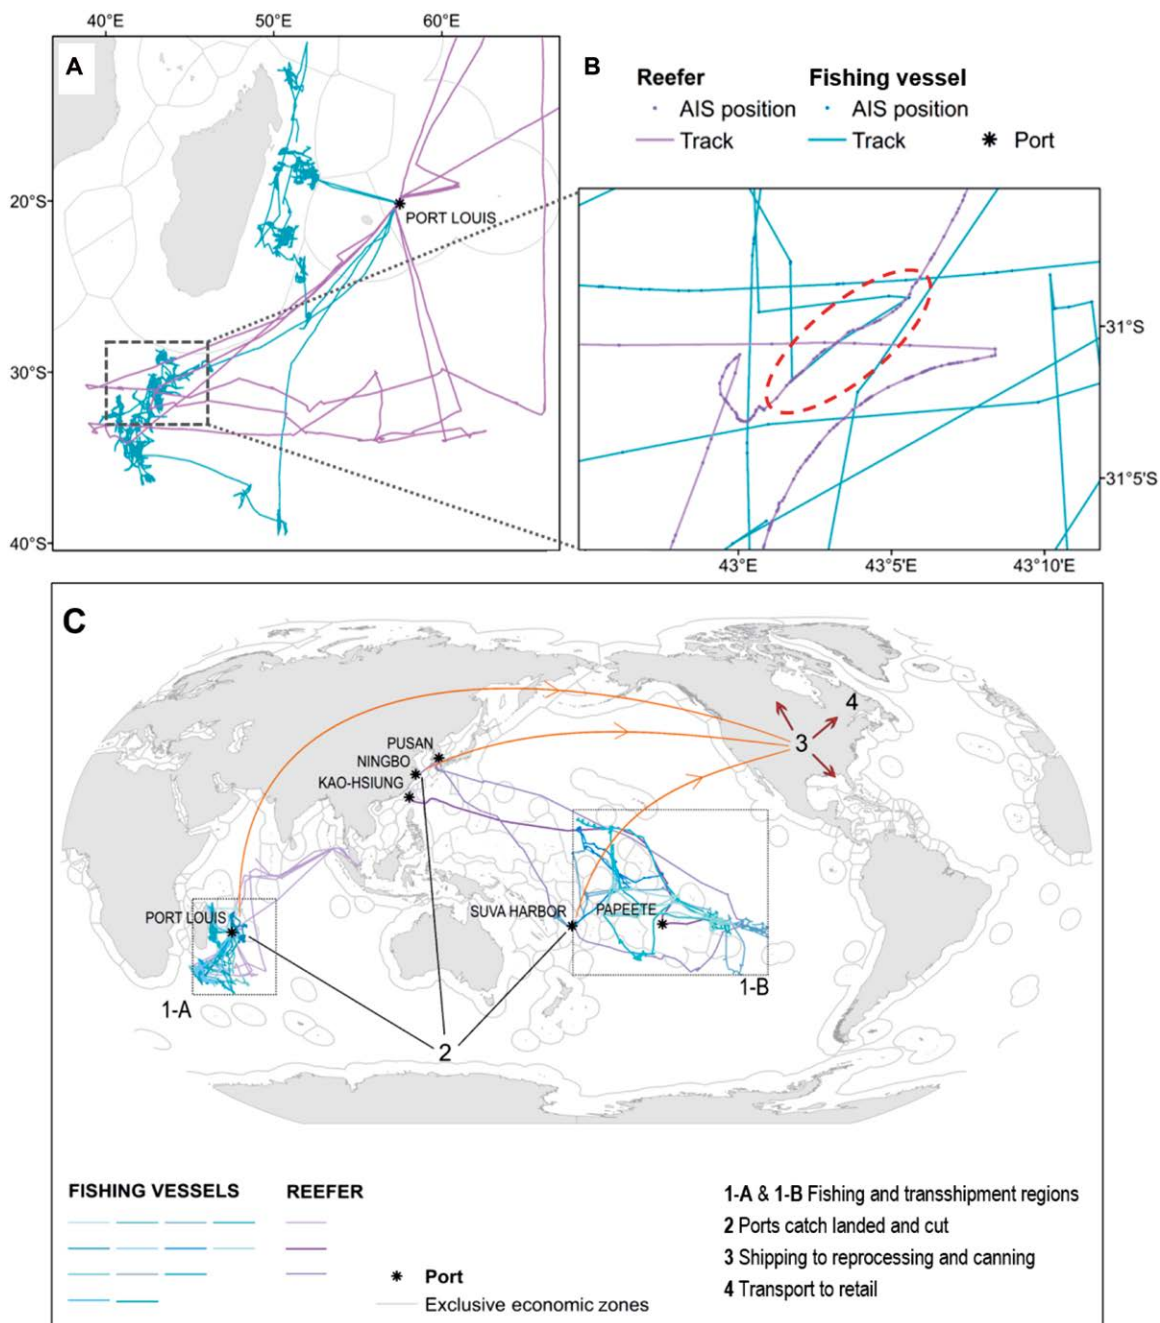 40°E 50°E 60°E
A
20°S
30°S
40°S
PORT LOUIS
B
Reefer Fishing vessel
AIS position AIS position
Track Track Port
31°S
31°5'S
43°E 43°5'E 43°10'E
C
PUSAN
NINGBO
KAO-HSIUNG
4
3
PORT LOUIS
SUVA HARBOR PAPEETE
1-A
1-B
2
FISHING VESSELS REEFER
Port
Exclusive economic zones
1-A & 1-B Fishing and transshipment regions
2 Ports catch landed and cut
3 Shipping to reprocessing and canning
4 Transport to retail